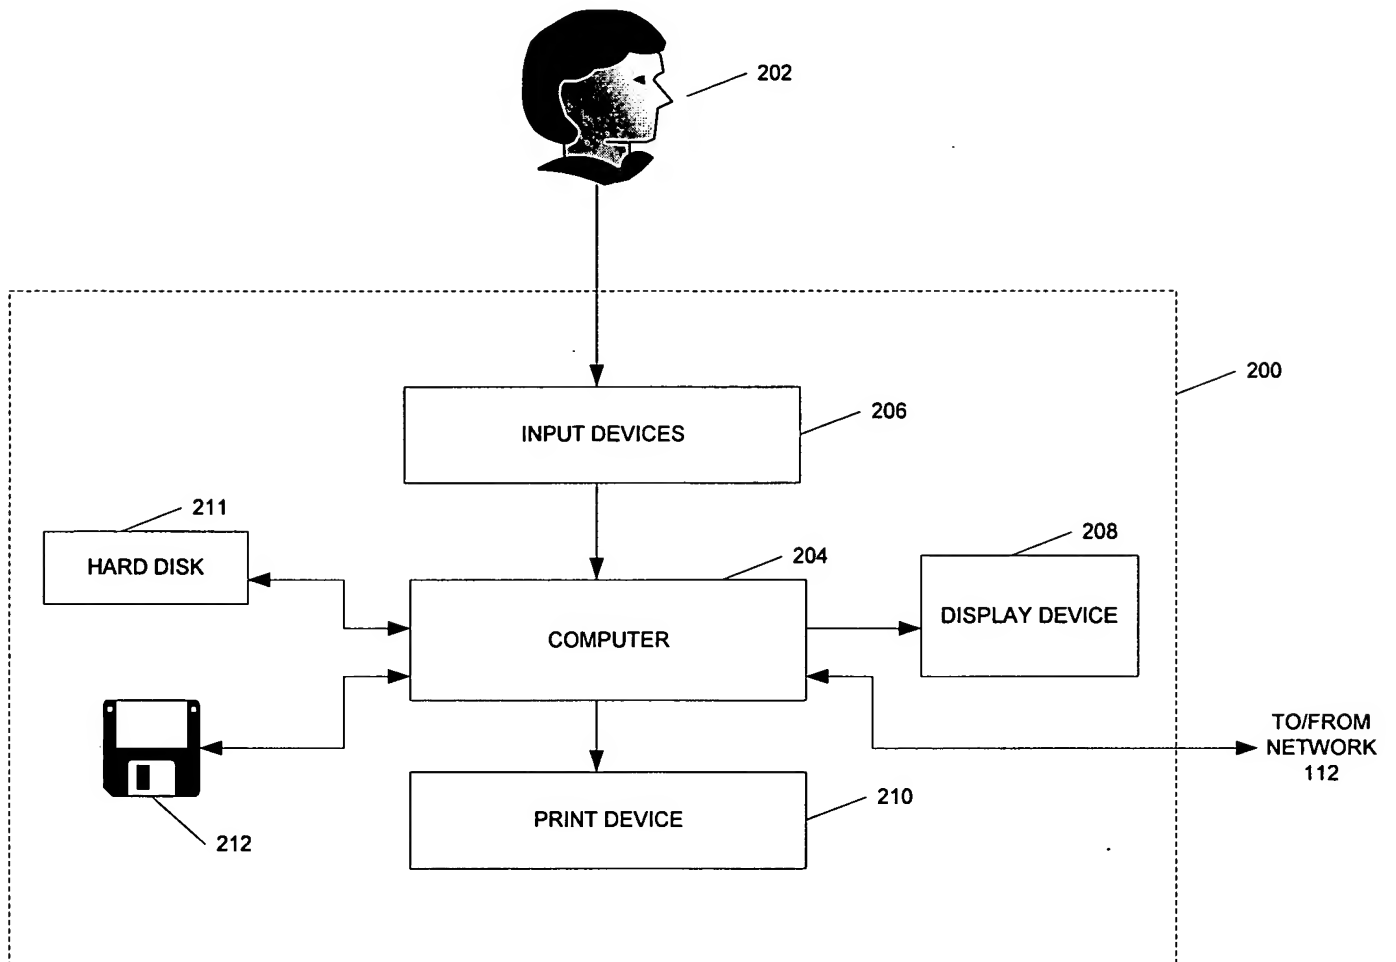 202
200
INPUT DEVICES
206
211
HARD DISK
204
COMPUTER
208
DISPLAY DEVICE
TO/FROM
NETWORK
112
212
PRINT DEVICE
210